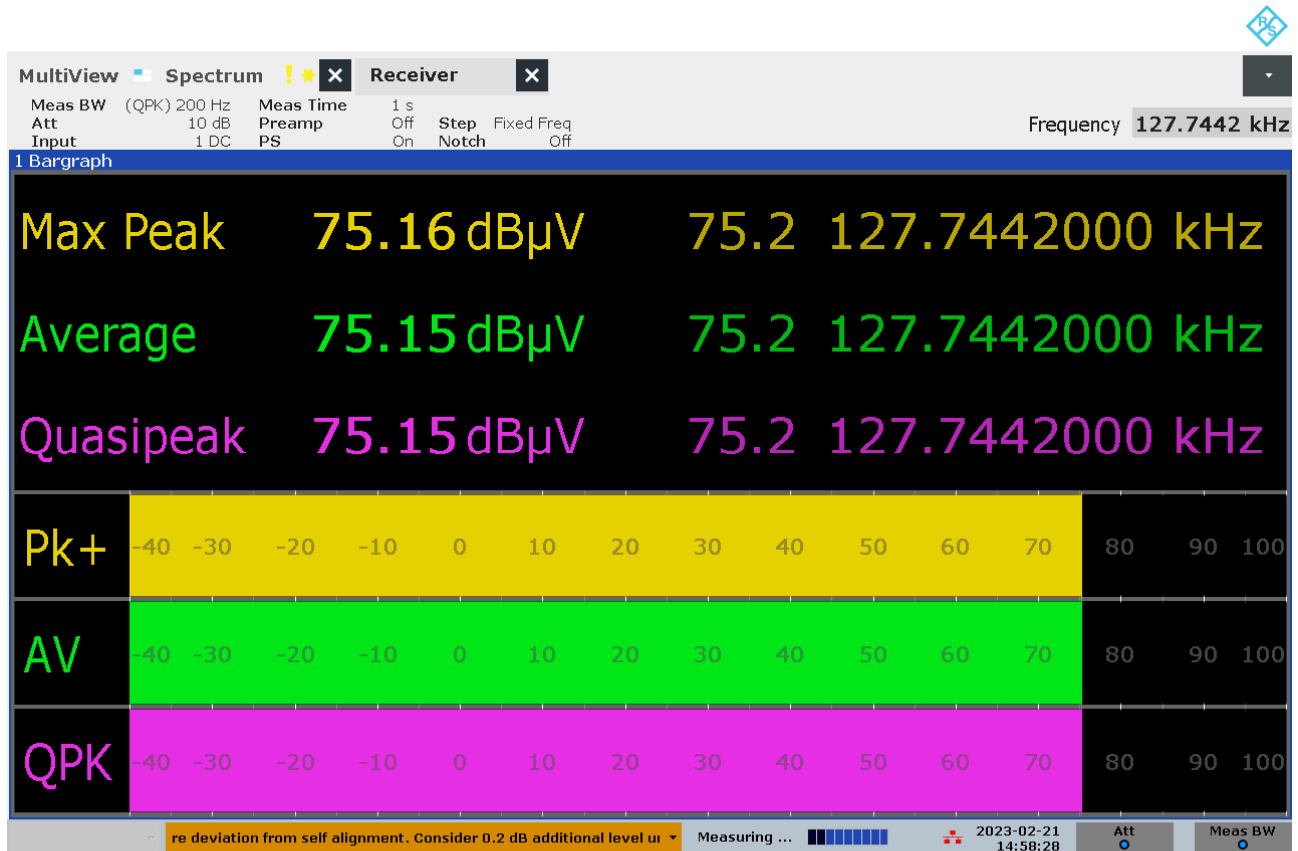 R&S
MultiView Spectrum ! Receiver
Meas BW (QPK) 200 Hz Meas Time 1 s
Att 10 dB Preamp Off Step Fixed Freq
Input 1 DC PS On Notch Off
Frequency 127.7442 kHz
1 Bargraph
Max Peak 75.16 dBµV 75.2 127.7442000 kHz
Average 75.15 dBµV 75.2 127.7442000 kHz
Quasipeak 75.15 dBµV 75.2 127.7442000 kHz
Pk+ -40 -30 -20 -10 0 10 20 30 40 50 60 70 80 90 100
AV -40 -30 -20 -10 0 10 20 30 40 50 60 70 80 90 100
QPK -40 -30 -20 -10 0 10 20 30 40 50 60 70 80 90 100
re deviation from self alignment. Consider 0.2 dB additional level u Measuring ... 2023-02-21 Att Meas BW
14:58:28